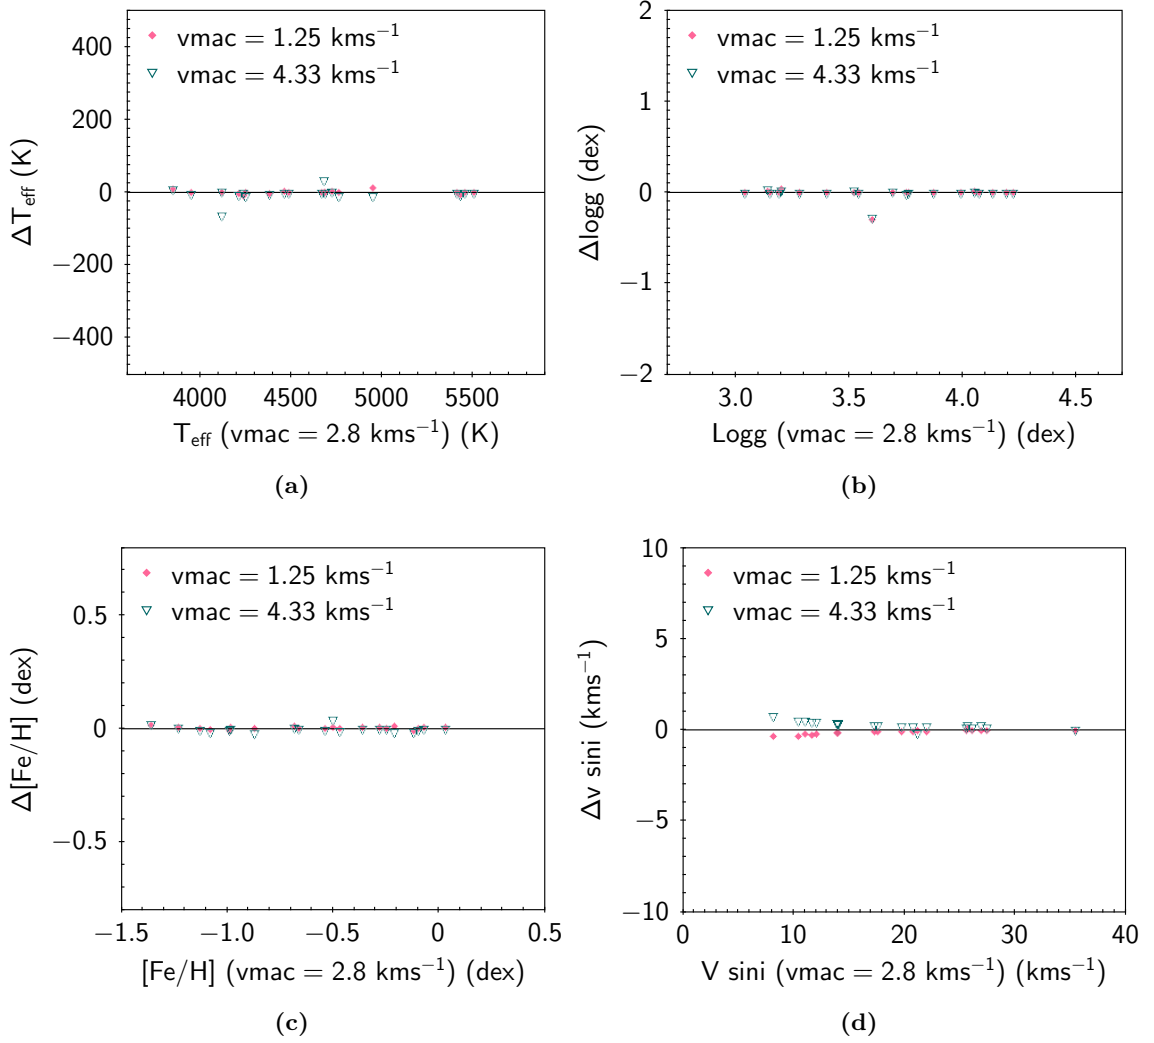 vmac = 1.25 kms⁻¹
vmac = 4.33 kms⁻¹
400
200
0
−200
−400
ΔT_eff (K)
4000 4500 5000 5500
T_eff (vmac = 2.8 kms⁻¹) (K)
(a)
vmac = 1.25 kms⁻¹
vmac = 4.33 kms⁻¹
2
1
0
−1
−2
Δlogg (dex)
3.0 3.5 4.0 4.5
Logg (vmac = 2.8 kms⁻¹) (dex)
(b)
vmac = 1.25 kms⁻¹
vmac = 4.33 kms⁻¹
0.5
0
−0.5
Δ[Fe/H] (dex)
−1.5 −1.0 −0.5 0 0.5
[Fe/H] (vmac = 2.8 kms⁻¹) (dex)
(c)
vmac = 1.25 kms⁻¹
vmac = 4.33 kms⁻¹
10
5
0
−5
−10
Δv sini (kms⁻¹)
0 10 20 30 40
V sini (vmac = 2.8 kms⁻¹) (kms⁻¹)
(d)